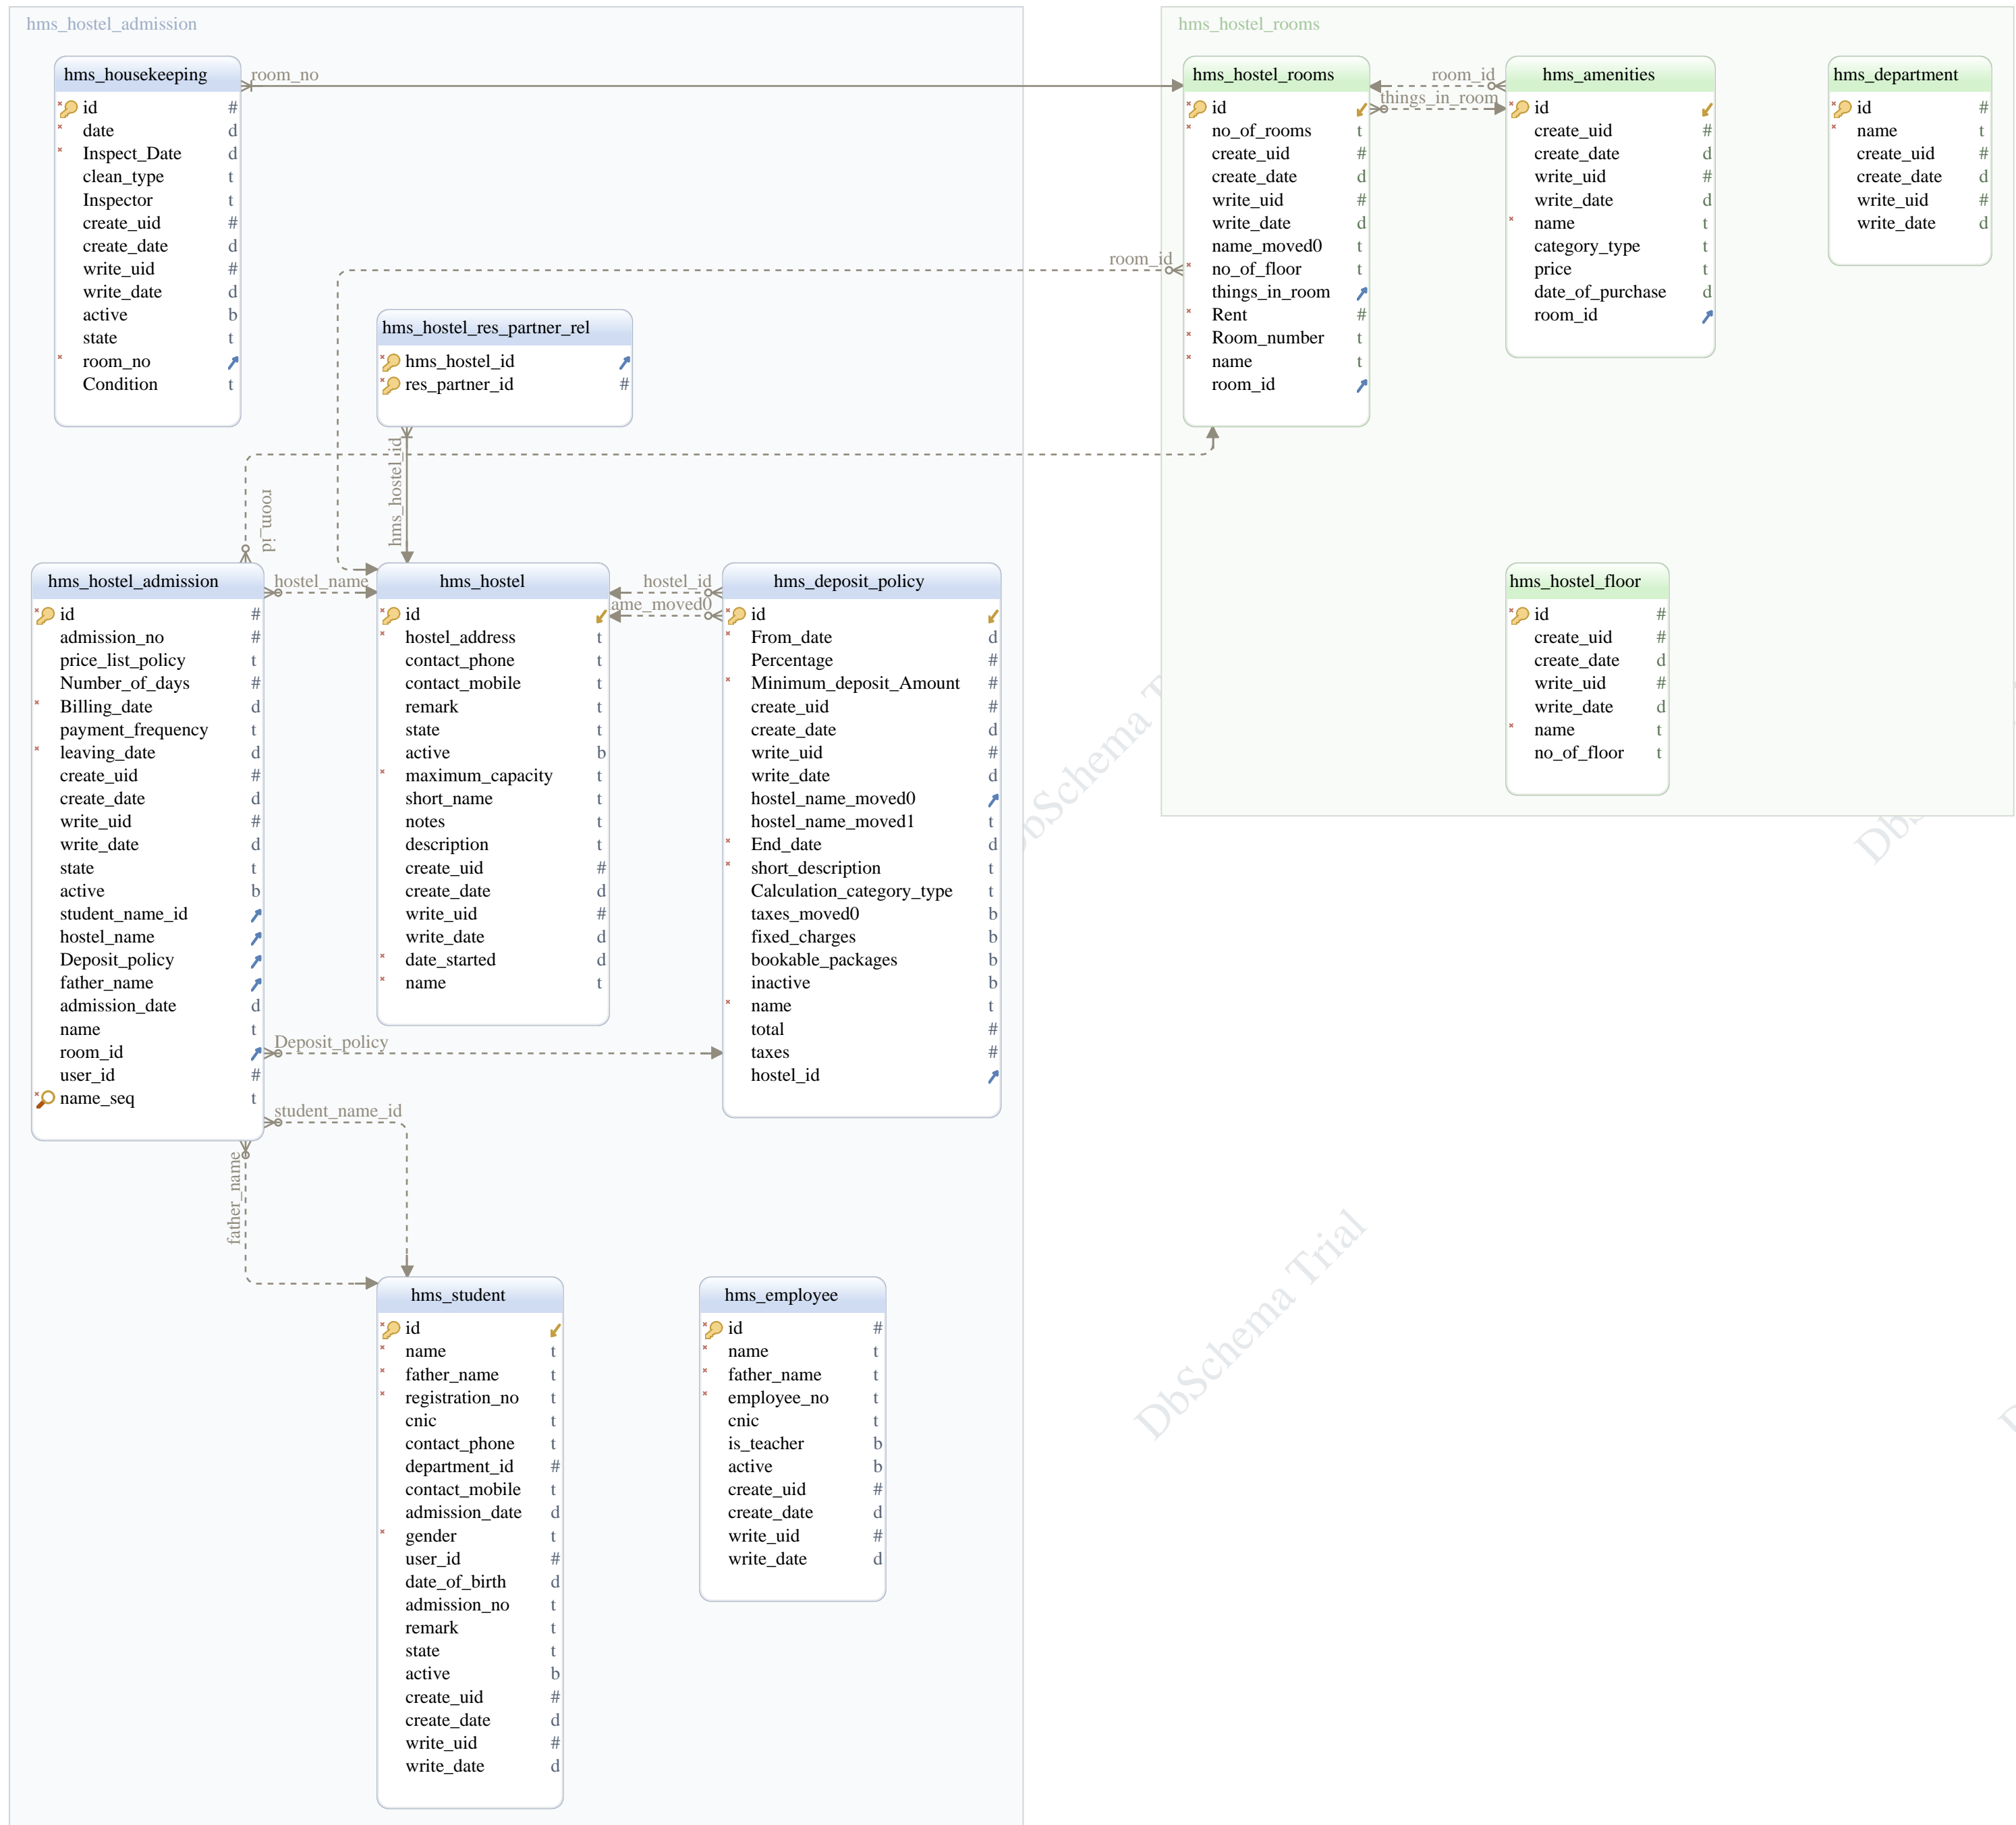 hms_hostel_admission
hms_housekeeping
id #
date d
Inspect_Date d
clean_type t
Inspector t
create_uid #
create_date d
write_uid #
write_date d
active b
state t
room_no
Condition t
room_no
hms_hostel_res_partner_rel
hms_hostel_id
res_partner_id #
hms_hostel_id
room_id
hms_hostel_admission
id #
admission_no #
price_list_policy t
Number_of_days #
Billing_date d
payment_frequency t
leaving_date d
create_uid #
create_date d
write_uid #
write_date d
state t
active b
student_name_id
hostel_name
Deposit_policy
father_name
admission_date d
name t
room_id
user_id #
name_seq t
hostel_name
hms_hostel
id
hostel_address t
contact_phone t
contact_mobile t
remark t
state t
active b
maximum_capacity t
short_name t
notes t
description t
create_uid #
create_date d
write_uid #
write_date d
date_started d
name t
hostel_id
ame_moved0
hms_deposit_policy
id
From_date d
Percentage #
Minimum_deposit_Amount #
create_uid #
create_date d
write_uid #
write_date d
hostel_name_moved0
hostel_name_moved1 t
End_date d
short_description t
Calculation_category_type t
taxes_moved0 b
fixed_charges b
bookable_packages b
inactive b
name t
total #
taxes #
hostel_id
Deposit_policy
student_name_id
father_name
hms_student
id
name t
father_name t
registration_no t
cnic t
contact_phone t
department_id #
contact_mobile t
admission_date d
gender t
user_id #
date_of_birth d
admission_no t
remark t
state t
active b
create_uid #
create_date d
write_uid #
write_date d
hms_employee
id #
name t
father_name t
employee_no t
cnic t
is_teacher b
active b
create_uid #
create_date d
write_uid #
write_date d
hms_hostel_rooms
hms_hostel_rooms
id
no_of_rooms t
create_uid #
create_date d
write_uid #
write_date d
name_moved0 t
no_of_floor t
things_in_room
Rent #
Room_number t
name t
room_id
room_id
room_id
things_in_room
hms_amenities
id
create_uid #
create_date d
write_uid #
write_date d
name t
category_type t
price t
date_of_purchase d
room_id
hms_department
id #
name t
create_uid #
create_date d
write_uid #
write_date d
hms_hostel_floor
id #
create_uid #
create_date d
write_uid #
write_date d
name t
no_of_floor t
DbSchema T
DbS
DbSchema Trial